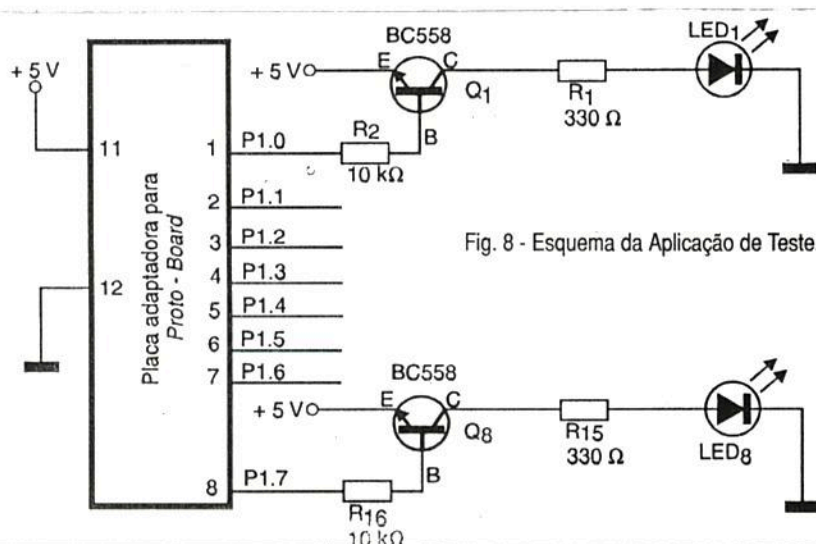 BC558
LED1
+ 5 V
+ 5 V
E
C
Q1
R1
330 Ω
B
11
1
P1.0
R2
10 kΩ
2
P1.1
3
P1.2
Fig. 8 - Esquema da Aplicação de Teste
12
4
P1.3
5
P1.4
6
P1.5
7
P1.6
Placa adaptadora para
Proto - Board
BC558
+ 5 V
E
C
Q8
R15
330 Ω
LED8
B
8
P1.7
R16
10 kΩ